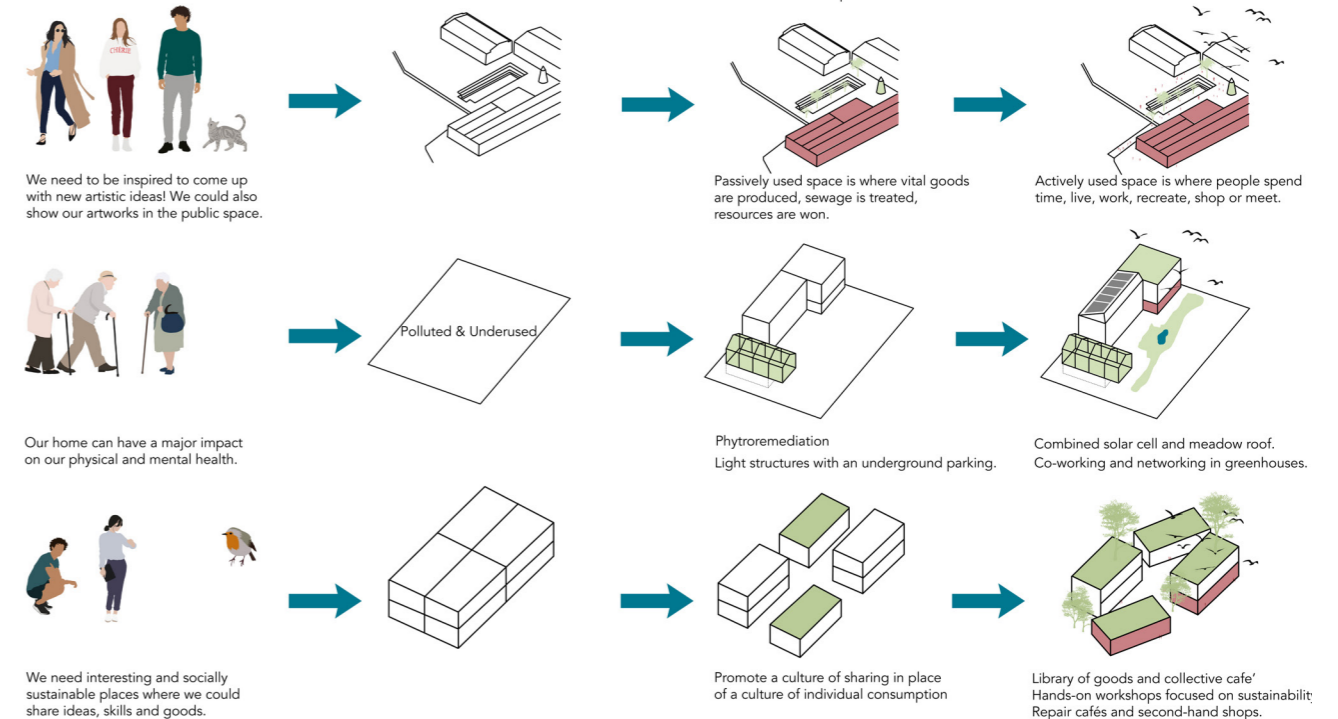 CHERIE
We need to be inspired to come up
with new artistic ideas! We could also
show our artworks in the public space.
Passively used space is where vital goods
are produced, sewage is treated,
resources are won.
Actively used space is where people spend
time, live, work, recreate, shop or meet.
Polluted & Underused
Our home can have a major impact
on our physical and mental health.
Phytroremediation
Light structures with an underground parking.
Combined solar cell and meadow roof.
Co-working and networking in greenhouses.
We need interesting and socially
sustainable places where we could
share ideas, skills and goods.
Promote a culture of sharing in place
of a culture of individual consumption
Library of goods and collective cafe'
Hands-on workshops focused on sustainability
Repair cafés and second-hand shops.